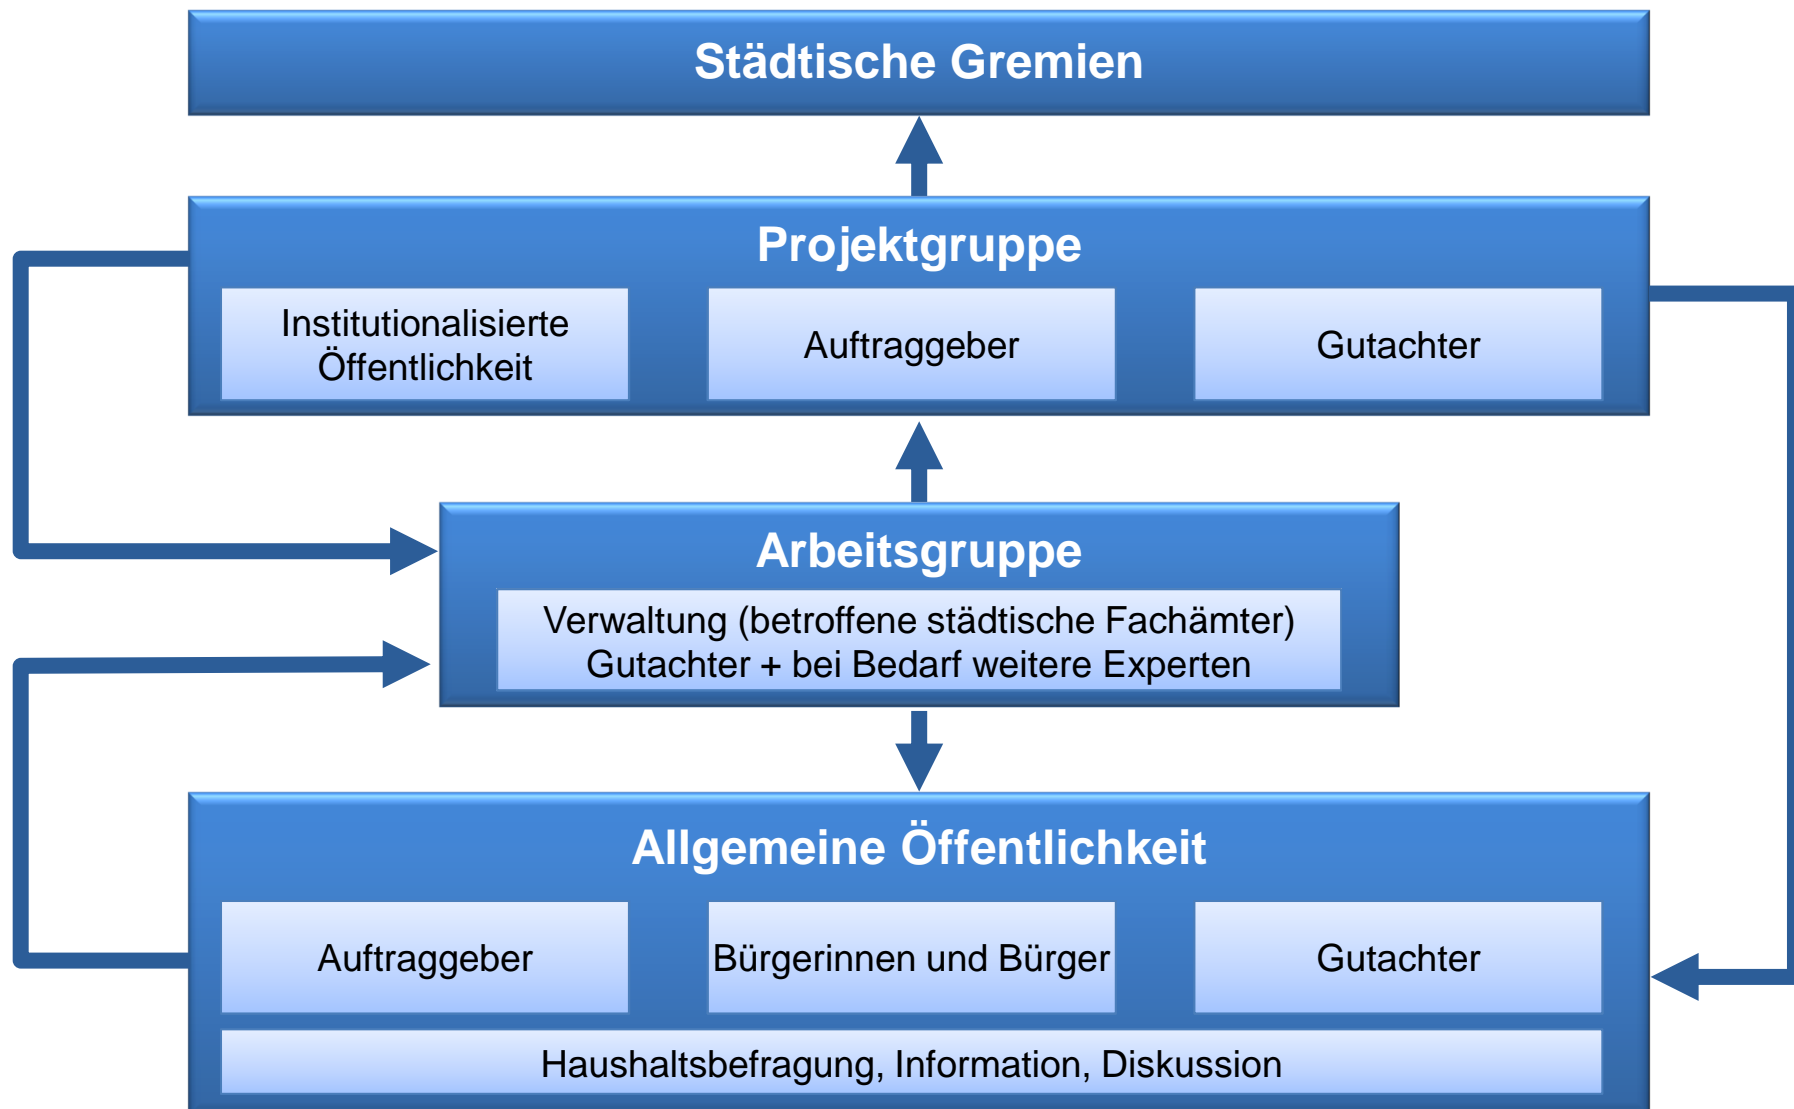 Städtische Gremien
Projektgruppe
Institutionalisierte
Öffentlichkeit
Auftraggeber
Gutachter
Arbeitsgruppe
Verwaltung (betroffene städtische Fachämter)
Gutachter + bei Bedarf weitere Experten
Allgemeine Öffentlichkeit
Auftraggeber
Bürgerinnen und Bürger
Gutachter
Haushaltsbefragung, Information, Diskussion